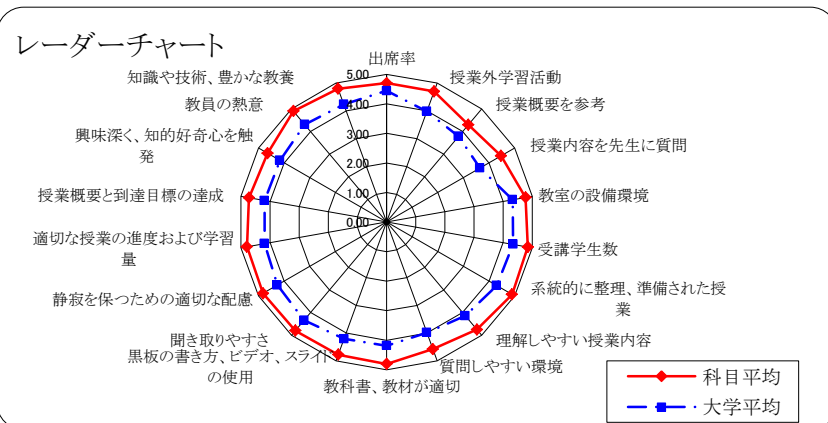 レーダーチャート
出席率
授業外学習活動
授業概要を参考
授業内容を先生に質問
教室の設備環境
受講学生数
系統的に整理、準備された授
業
理解しやすい授業内容
質問しやすい環境
教科書、教材が適切
黒板の書き方、ビデオ、スライド
の使用
聞き取りやすさ
静寂を保つための適切な配慮
適切な授業の進度および学習
量
授業概要と到達目標の達成
興味深く、知的好奇心を触
発
教員の熱意
知識や技術、豊かな教養
5.00
4.00
3.00
2.00
1.00
0.00
科目平均
大学平均